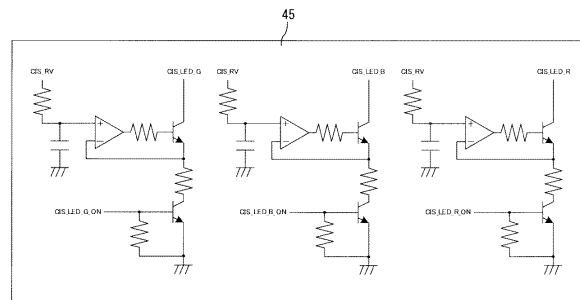 45
CIS_RV
CIS_LED_G
CIS_RV
CIS_LED_B
CIS_RV
CIS_LED_R
CIS_LED_G_ON
CIS_LED_B_ON
CIS_LED_R_ON